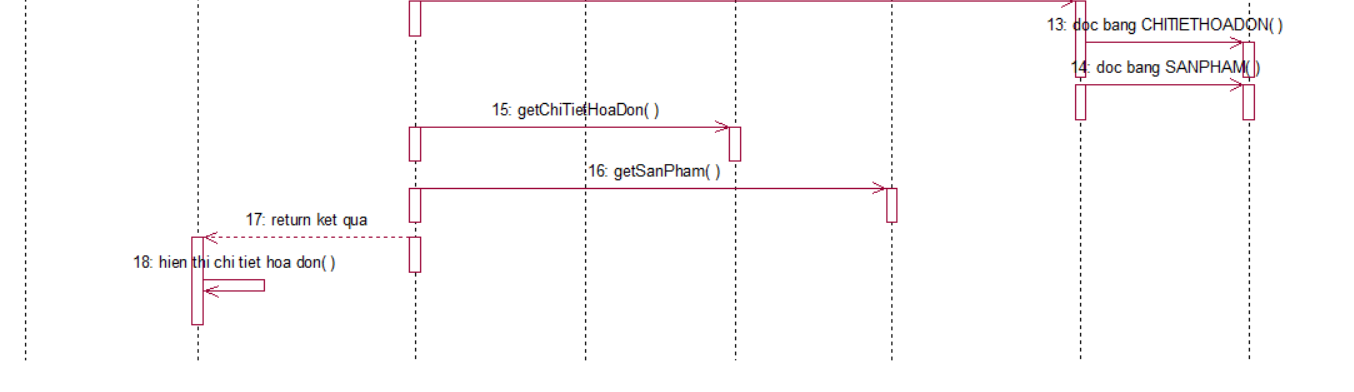 13: doc bang CHITIETHOADON( )
14: doc bang SANPHAM( )
15: getChiTietHoaDon( )
16: getSanPham( )
17: return ket qua
18: hien thi chi tiet hoa don( )